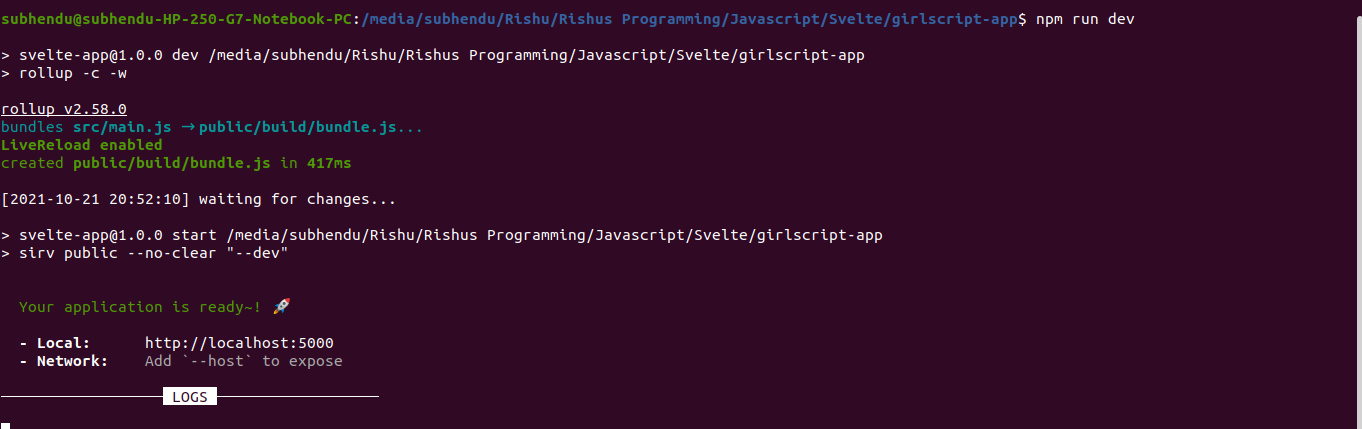 subhendu@subhendu-HP-250-G7-Notebook-PC:/media/subhendu/Rishu/Rishus Programming/Javascript/Svelte/girlscript-app$ npm run dev
> svelte-app@1.0.0 dev /media/subhendu/Rishu/Rishus Programming/Javascript/Svelte/girlscript-app
> rollup -c -w
rollup v2.58.0
bundles src/main.js → public/build/bundle.js...
LiveReload enabled
created public/build/bundle.js in 417ms
[2021-10-21 20:52:10] waiting for changes...
> svelte-app@1.0.0 start /media/subhendu/Rishu/Rishus Programming/Javascript/Svelte/girlscript-app
> sirv public --no-clear "--dev"
Your application is ready~! 🚀
- Local: http://localhost:5000
- Network: Add `--host` to expose
LOGS